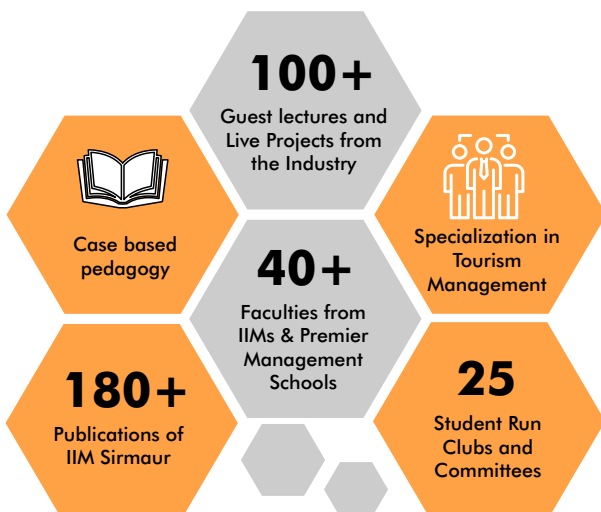 100+
Guest lectures and
Live Projects from
the Industry
Case based
pedagogy
Specialization in
Tourism
Management
40+
Faculties from
IIMs & Premier
Management
Schools
180+
Publications of
IIM Sirmaur
25
Student Run
Clubs and
Committees